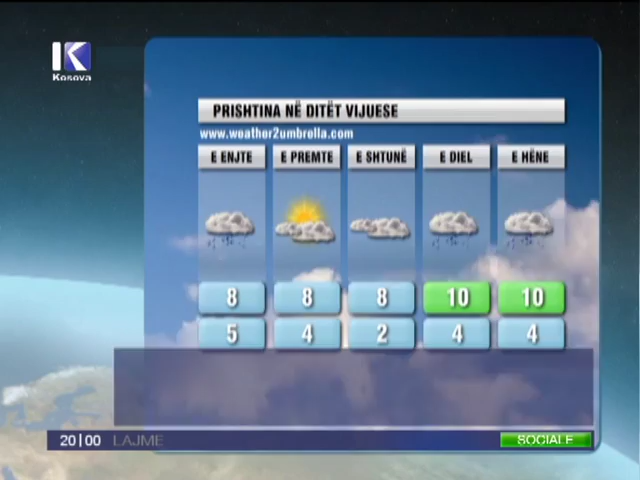 K
Kosova
PRISHTINA NË DITËT VIJUESE
www.weather2umbrella.com
E ENJTE E PREMTE E SHTUNË E DIEL E HËNE
8 8 8 10 10
5 4 2 4 4
20|00 LAJME SOCIALE